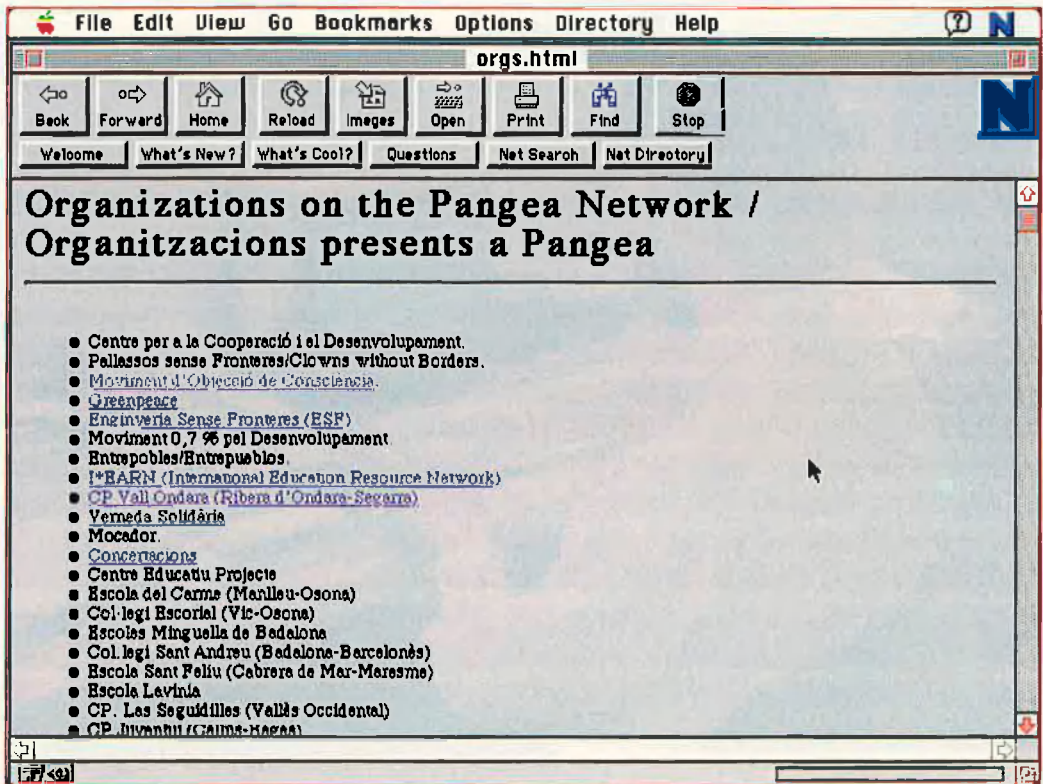 File Edit View Go Bookmarks Options Directory Help
N
orgs.html
Back Forward Home Reload Images Open Print Find Stop
N
Welcome What's New? What's Cool? Questions Net Search Net Directory
Organizations on the Pangea Network /
Organitzacions presents a Pangea
Centre per a la Cooperació i el Desenvolupament.
Pallassos sense Fronteres/Clowns without Borders.
Moviment d'Objecció de Consciència.
Greenpeace
Enginyeria Sense Fronteres (ESF)
Moviment 0,7 % pel Desenvolupament
Entrepobles/Entrepueblos.
I*EARN (International Education Resource Network)
CP Vall Ondara (Ribera d'Ondara-Segarra)
Verneda Solidària
Mocador.
Concertacions
Centre Educatiu Projecte
Escola del Carme (Manlleu-Osona)
Col·legi Escorial (Vic-Osona)
Escoles Minguella de Badalona
Col.legi Sant Andreu (Badalona-Barcelonès)
Escola Sant Feliu (Cabrera de Mar-Maresme)
Escola Lavinia
CP. Les Seguidilles (Vallès Occidental)
CP Juventut